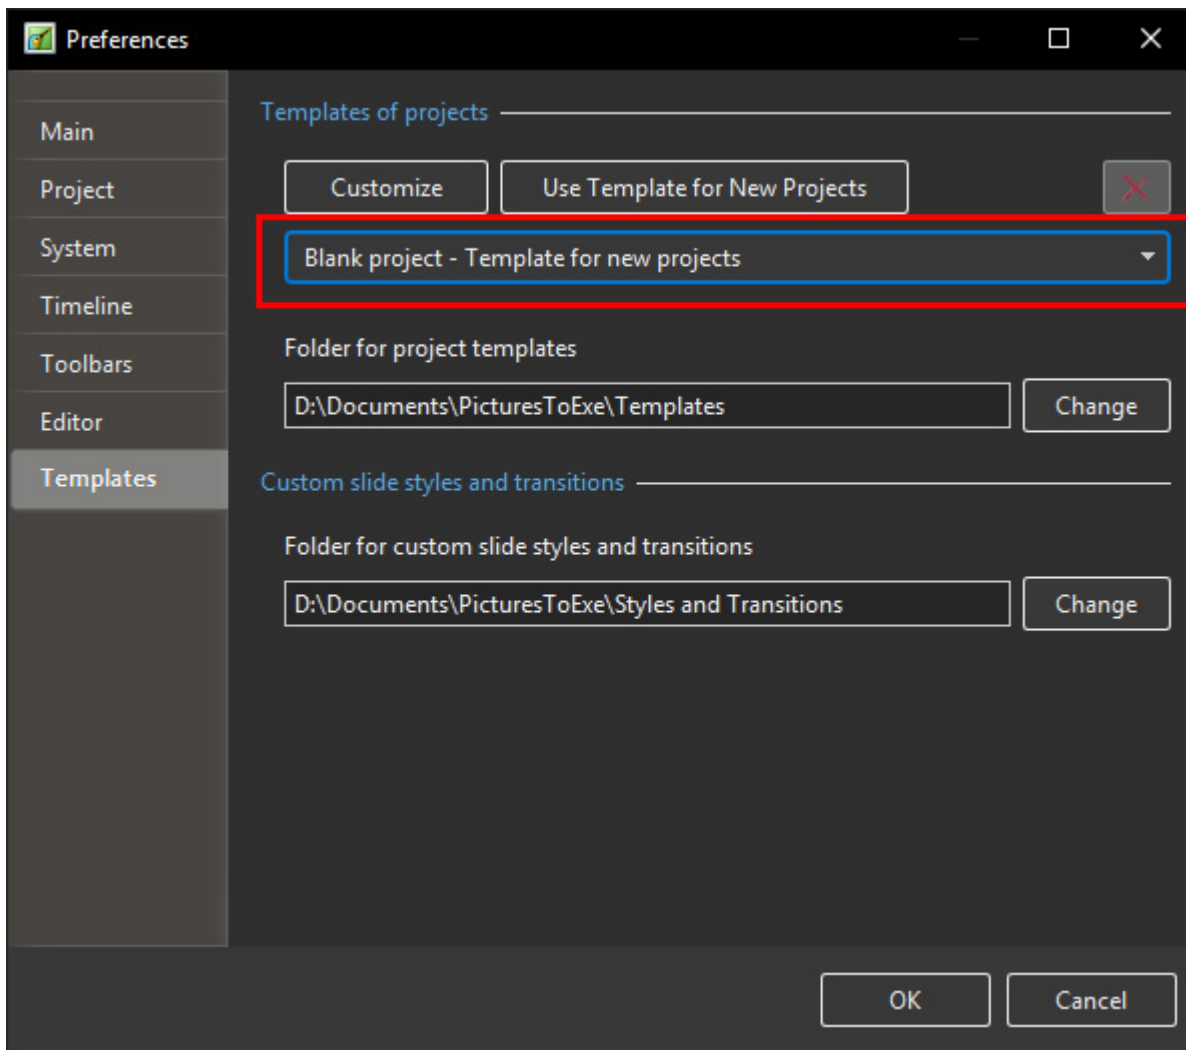 Preferences
Main
Project
System
Timeline
Toolbars
Editor
Templates
Templates of projects
Customize
Use Template for New Projects
Blank project - Template for new projects
Folder for project templates
D:\Documents\PicturesToExe\Templates
Change
Custom slide styles and transitions
Folder for custom slide styles and transitions
D:\Documents\PicturesToExe\Styles and Transitions
Change
OK
Cancel